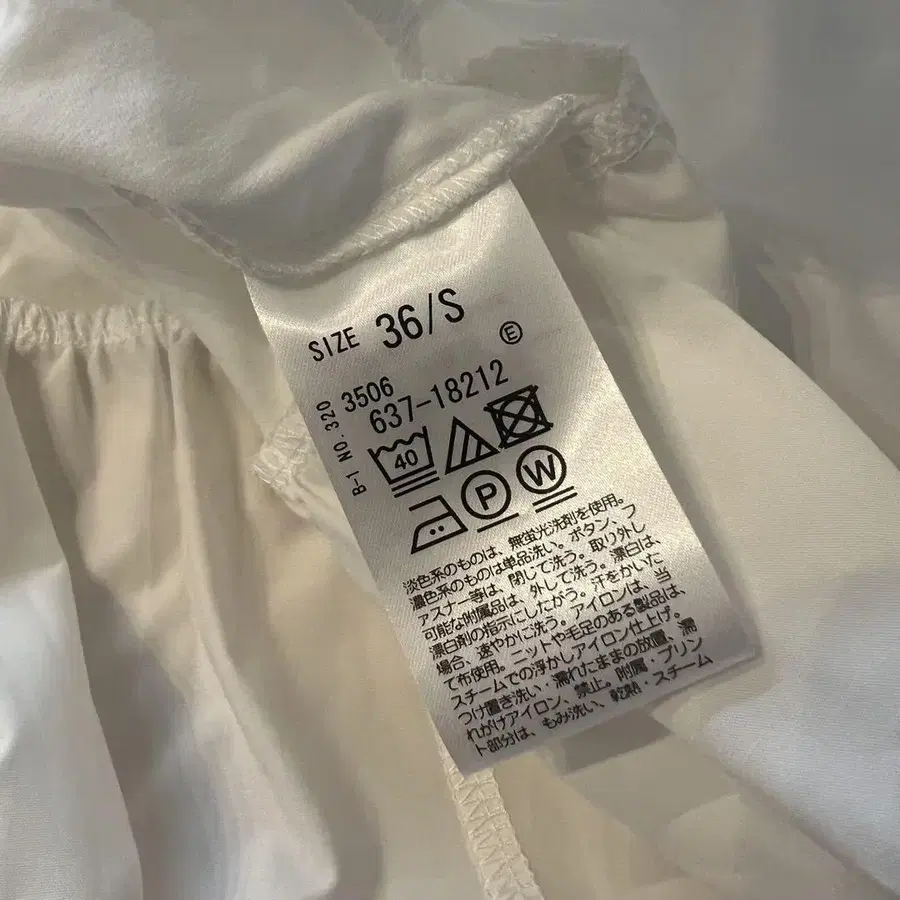 SIZE 36/S
Ⓔ
B-1 NO.320
3506
637-18212
40
P
W
淡色系のものは、無蛍光洗剤を使用。
濃色系のものは単品洗い。ボタン、フ
ァスナー等は、閉じて洗う。取り外し
可能な附属品は、外して洗う。漂白は、
漂白剤の指示にしたがう。汗をかいた
場合、速やかに洗う。アイロンは、当
て布使用。ニットや毛足のある製品は、
スチームでの浮かしアイロン仕上げ。
つけ置き洗い・濡れたままの放置、濡
れがけアイロン、禁止。附属・プリン
ト部分は、もみ洗い、乾熱・スチーム